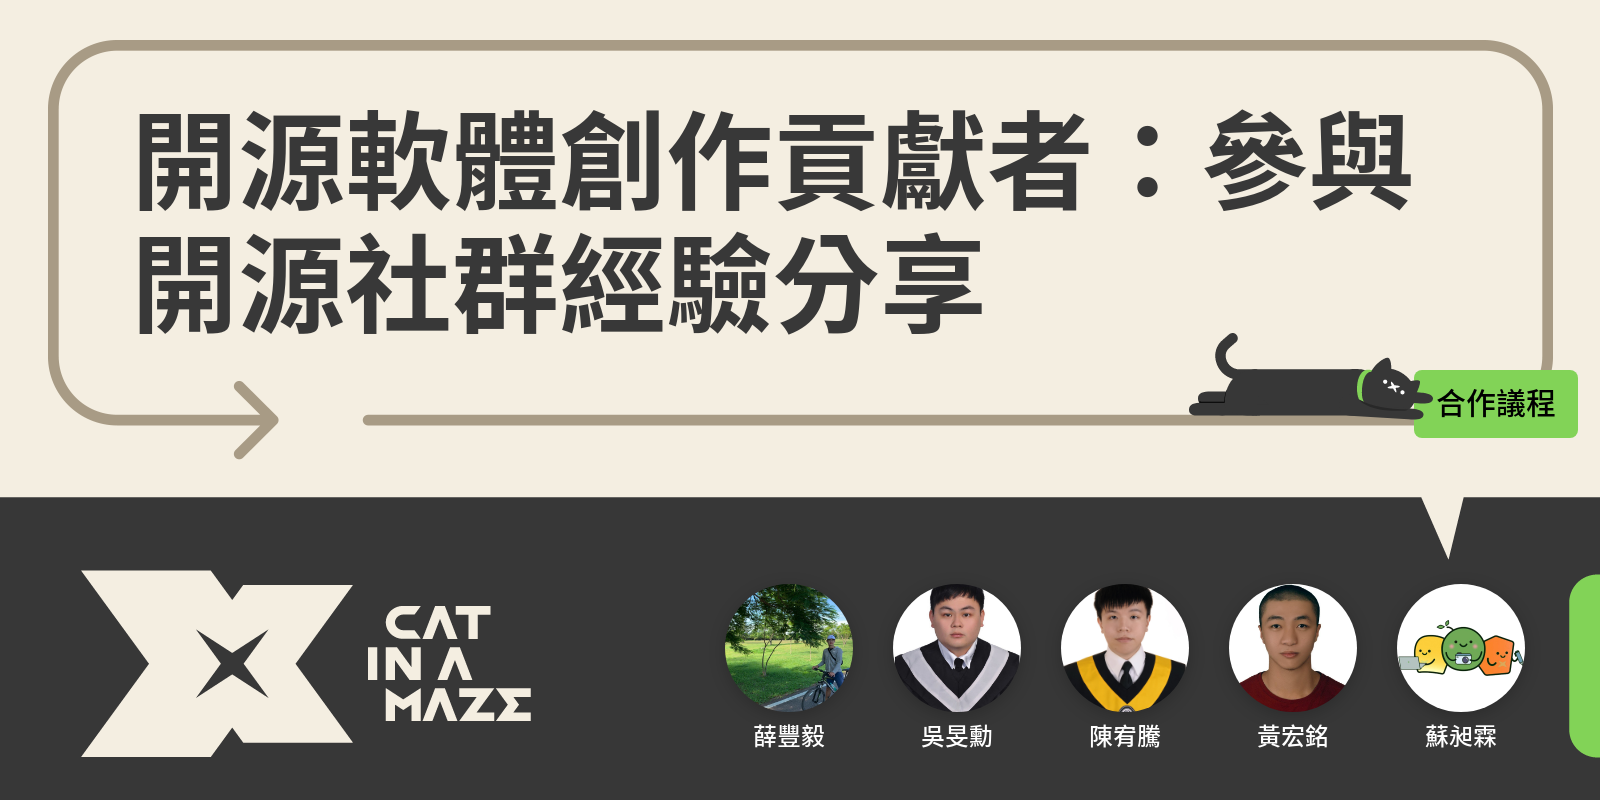 開源軟體創作貢獻者：參與
開源社群經驗分享
合作議程
CAT
IN A
MAZE
薛豐毅
吳旻勳
陳宥騰
黃宏銘
蘇昶霖